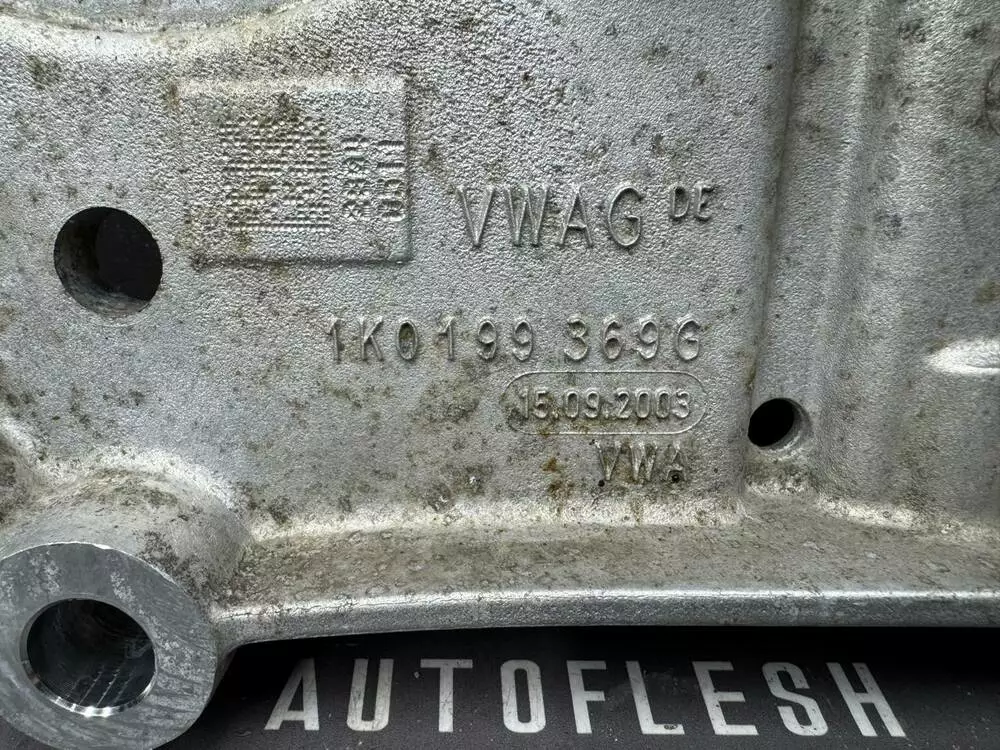 VWAG DE
1K0199 369G
15.09.2003
VWA
AUTOFLESH